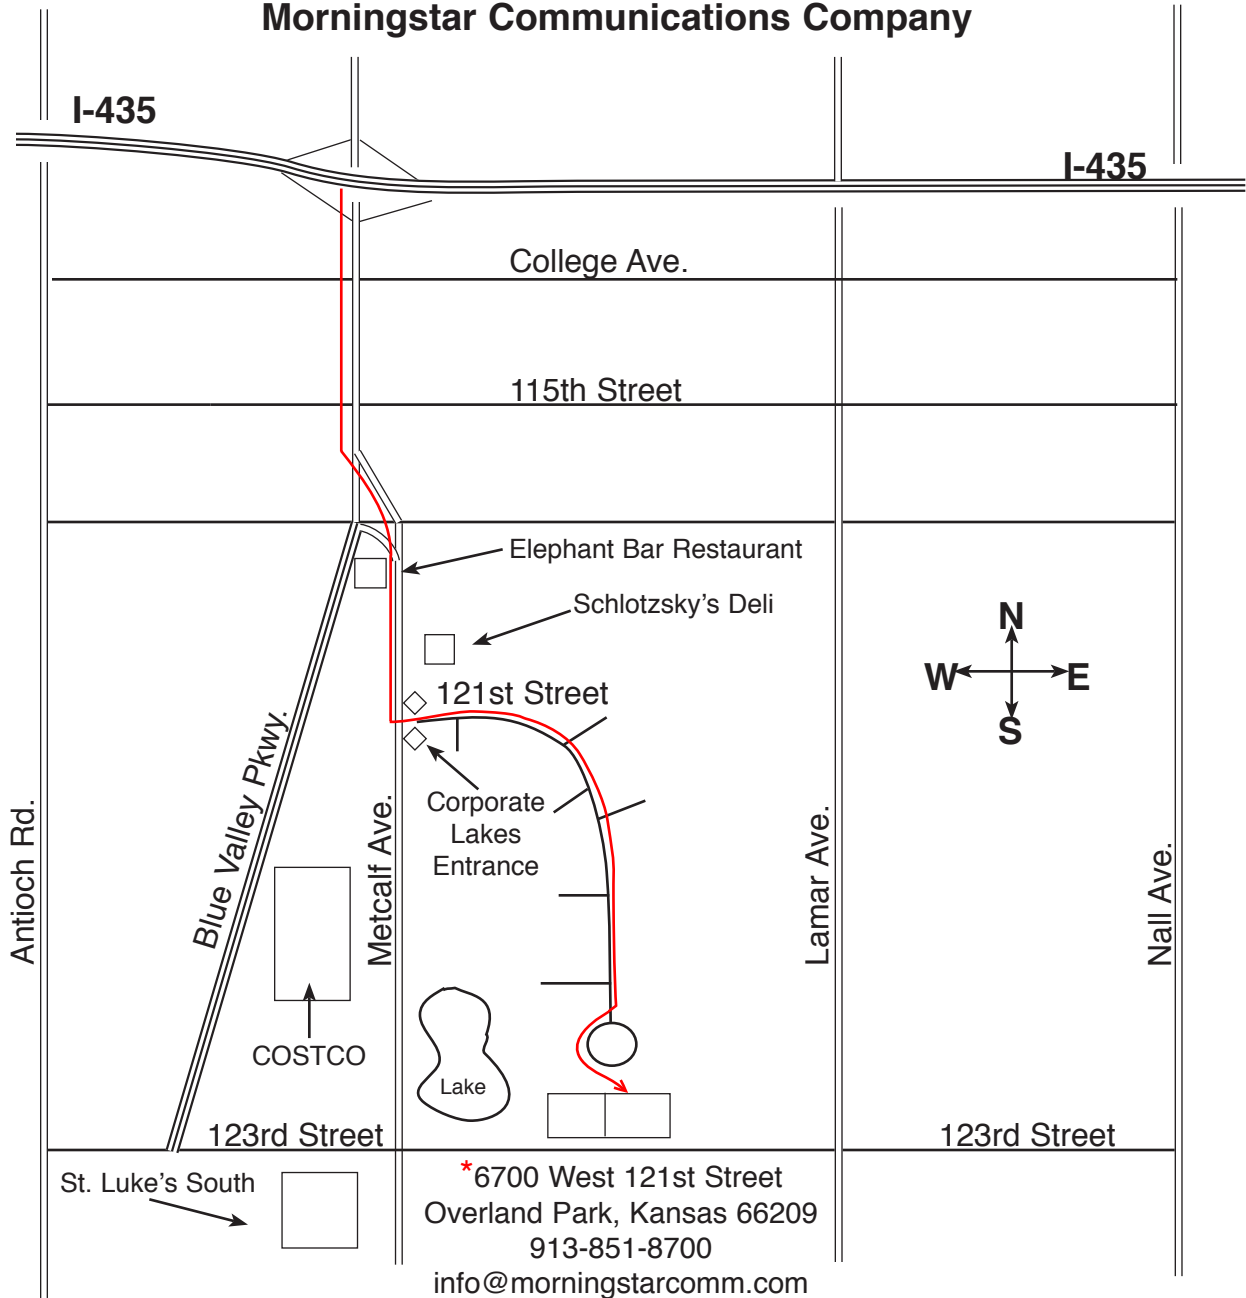 Morningstar Communications Company
I-435
I-435
College Ave.
115th Street
Elephant Bar Restaurant
Schlotzsky's Deli
N
W E
S
121st Street
Blue Valley Pkwy.
Corporate
Lakes
Entrance
Antioch Rd.
Metcalf Ave.
Lamar Ave.
Nall Ave.
COSTCO
Lake
123rd Street
123rd Street
St. Luke's South
*6700 West 121st Street
Overland Park, Kansas 66209
913-851-8700
info@morningstarcomm.com